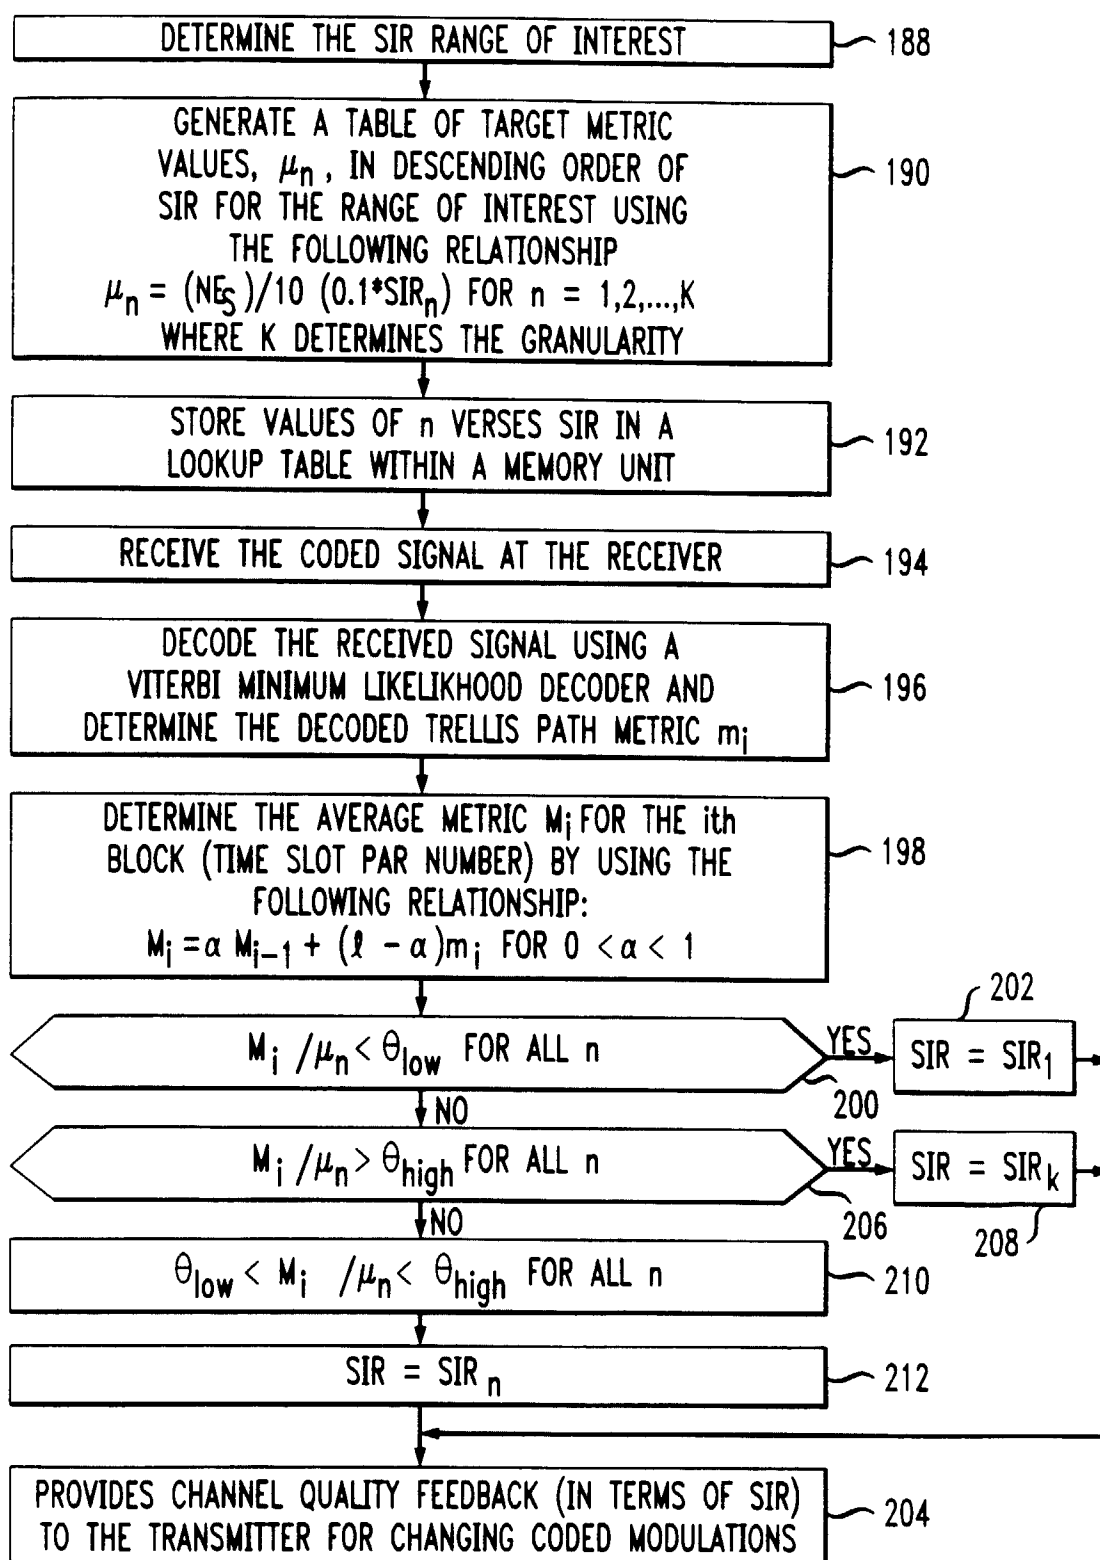 DETERMINE THE SIR RANGE OF INTEREST
188
GENERATE A TABLE OF TARGET METRIC
VALUES, μn, IN DESCENDING ORDER OF
SIR FOR THE RANGE OF INTEREST USING
THE FOLLOWING RELATIONSHIP
μn = (NES)/10 (0.1*SIRn) FOR n = 1,2,...,K
WHERE K DETERMINES THE GRANULARITY
190
STORE VALUES OF n VERSES SIR IN A
LOOKUP TABLE WITHIN A MEMORY UNIT
192
RECEIVE THE CODED SIGNAL AT THE RECEIVER
194
DECODE THE RECEIVED SIGNAL USING A
VITERBI MINIMUM LIKELIKHOOD DECODER AND
DETERMINE THE DECODED TRELLIS PATH METRIC mi
196
DETERMINE THE AVERAGE METRIC Mi FOR THE ith
BLOCK (TIME SLOT PAR NUMBER) BY USING THE
FOLLOWING RELATIONSHIP:
Mi = α Mi−1 + (ℓ − α)mi FOR 0 < α < 1
198
Mi /μn < θlow FOR ALL n
YES
200
SIR = SIR1
202
NO
Mi /μn > θhigh FOR ALL n
YES
206
SIR = SIRk
208
NO
θlow < Mi /μn < θhigh FOR ALL n
210
SIR = SIR n
212
PROVIDES CHANNEL QUALITY FEEDBACK (IN TERMS OF SIR)
TO THE TRANSMITTER FOR CHANGING CODED MODULATIONS
204